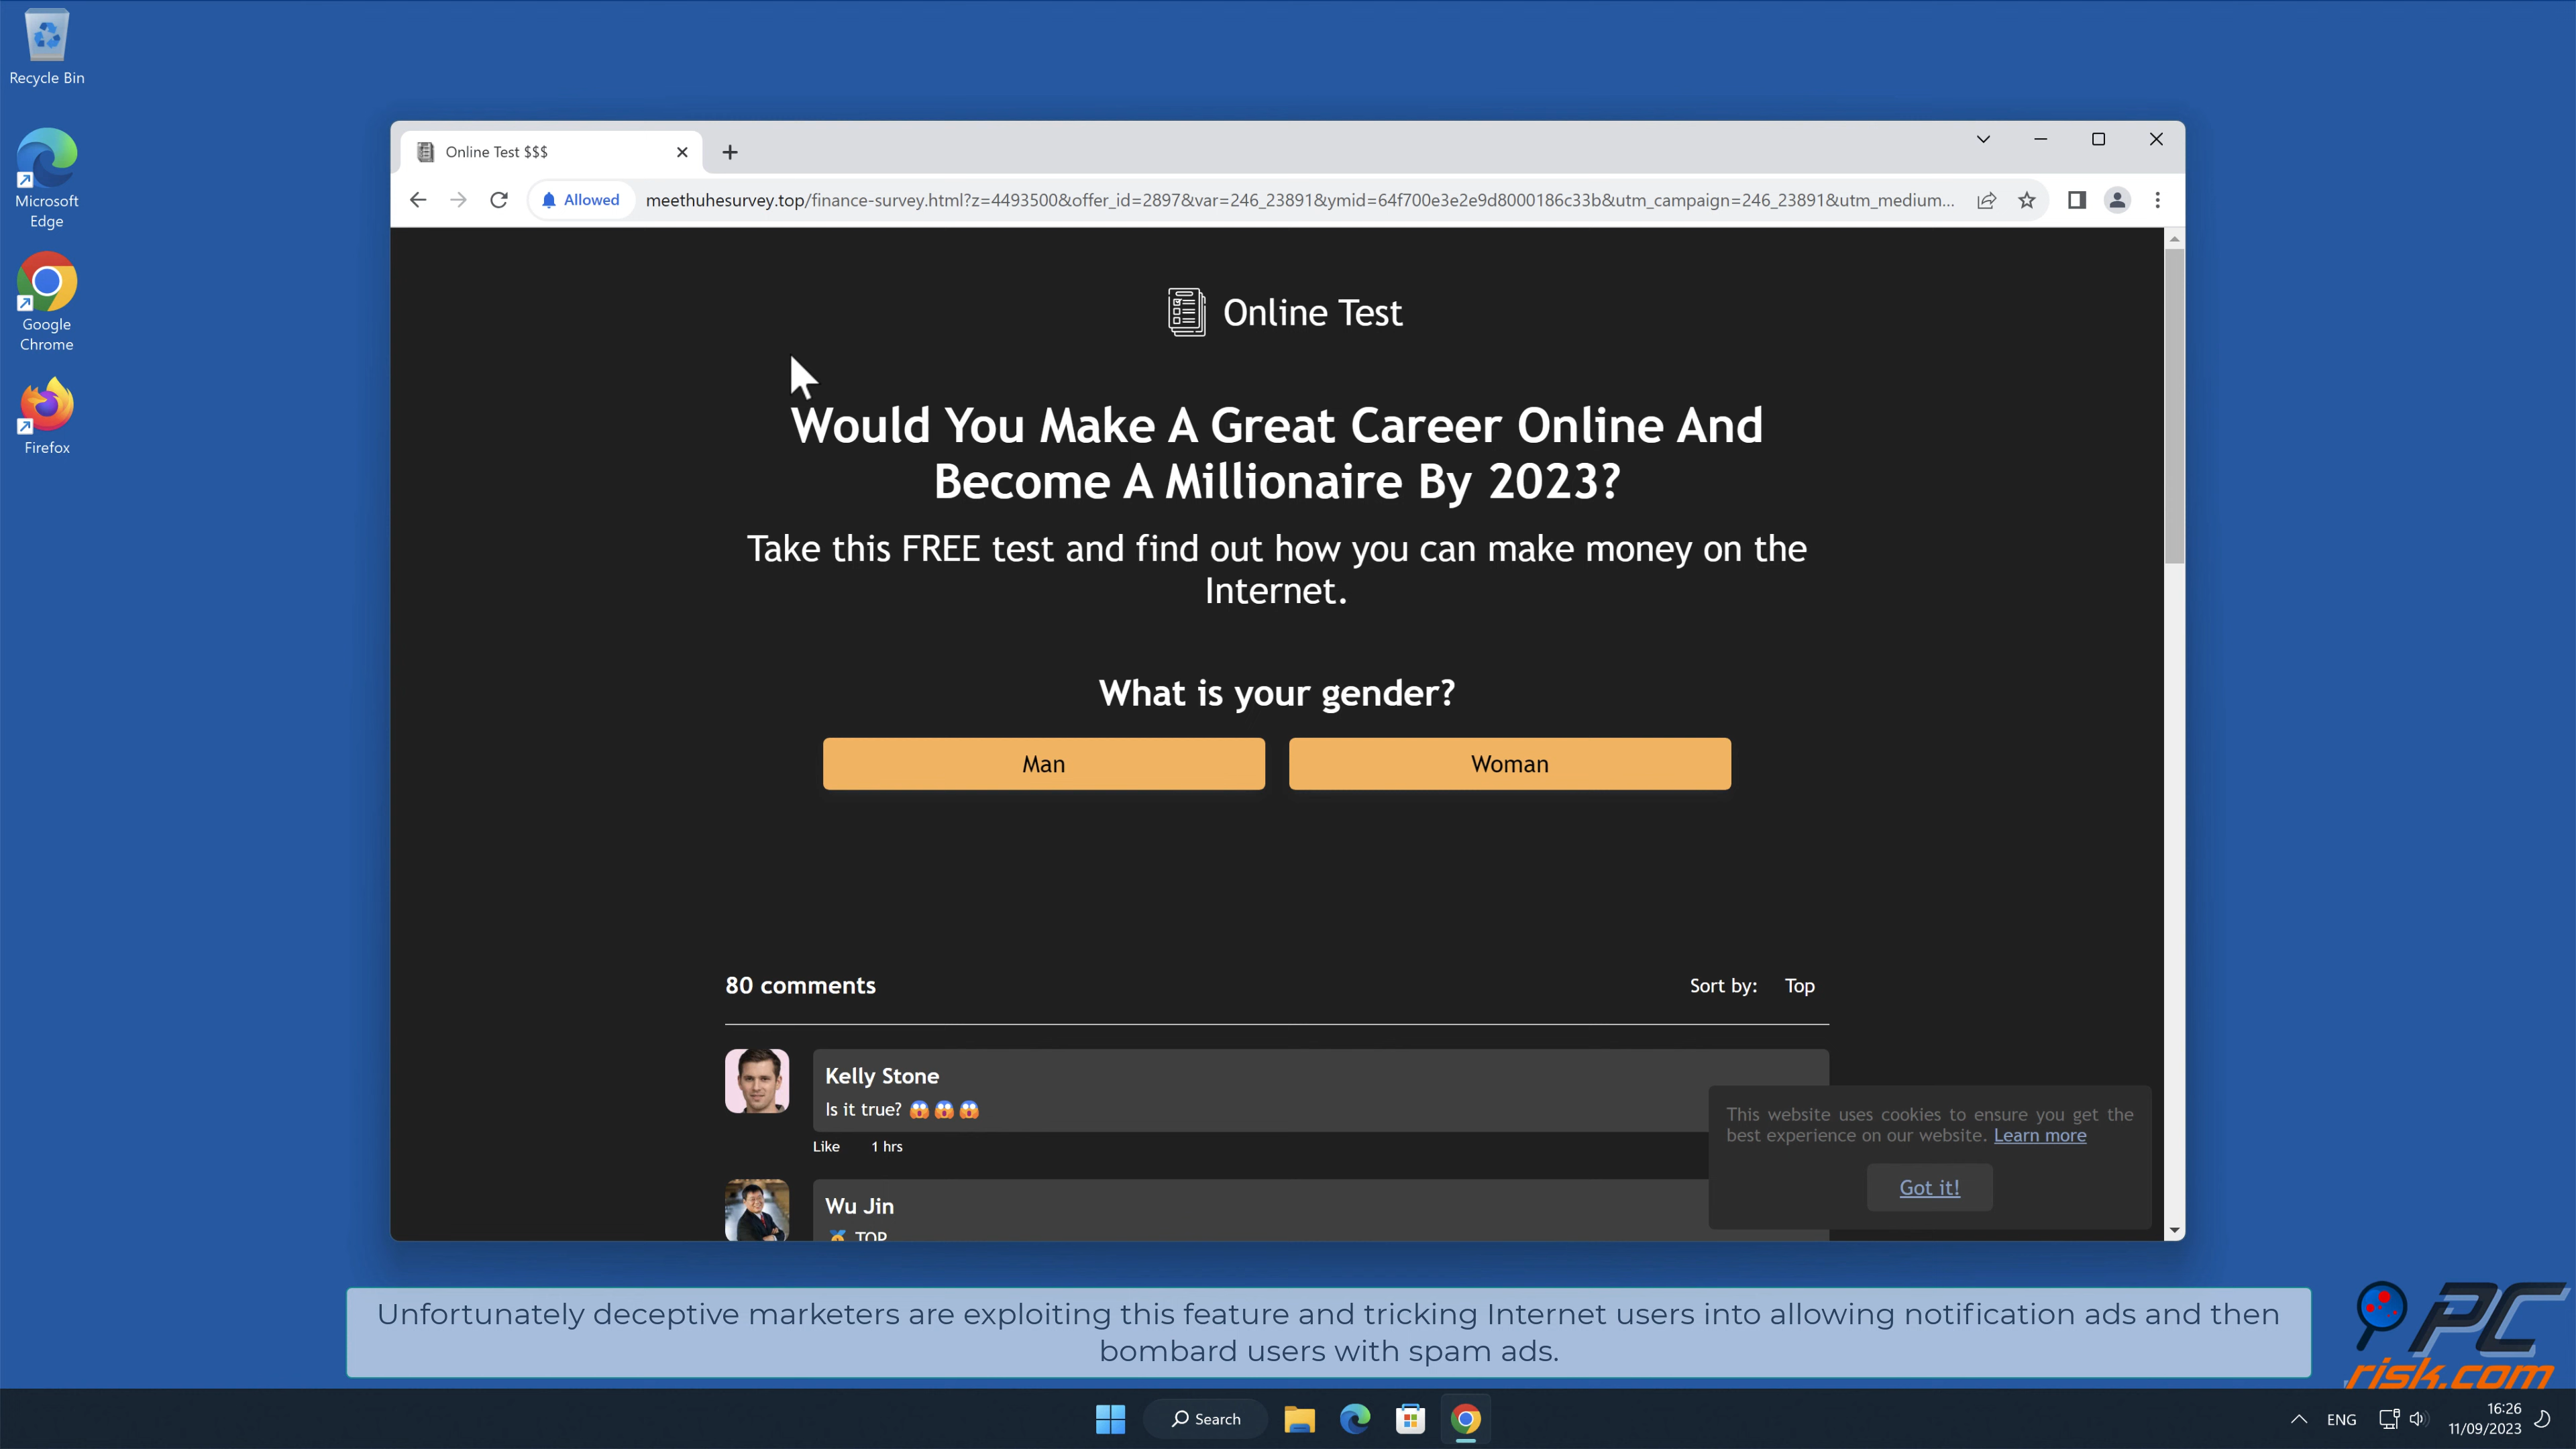 Recycle Bin
Microsoft
Edge
Google
Chrome
Firefox
Online Test $$$
Allowed
meethuhesurvey.top/finance-survey.html?z=4493500&offer_id=2897&var=246_23891&ymid=64f700e3e2e9d8000186c33b&utm_campaign=246_23891&utm_medium...
Online Test
Would You Make A Great Career Online And
Become A Millionaire By 2023?
Take this FREE test and find out how you can make money on the
Internet.
What is your gender?
Man
Woman
80 comments
Sort by: Top
Kelly Stone
Is it true? 😱😱😱
Like 1 hrs
Wu Jin
🏅 TOP
This website uses cookies to ensure you get the
best experience on our website. Learn more
Got it!
Unfortunately deceptive marketers are exploiting this feature and tricking Internet users into allowing notification ads and then
bombard users with spam ads.
PC
risk.com
Search
ENG
16:26
11/09/2023